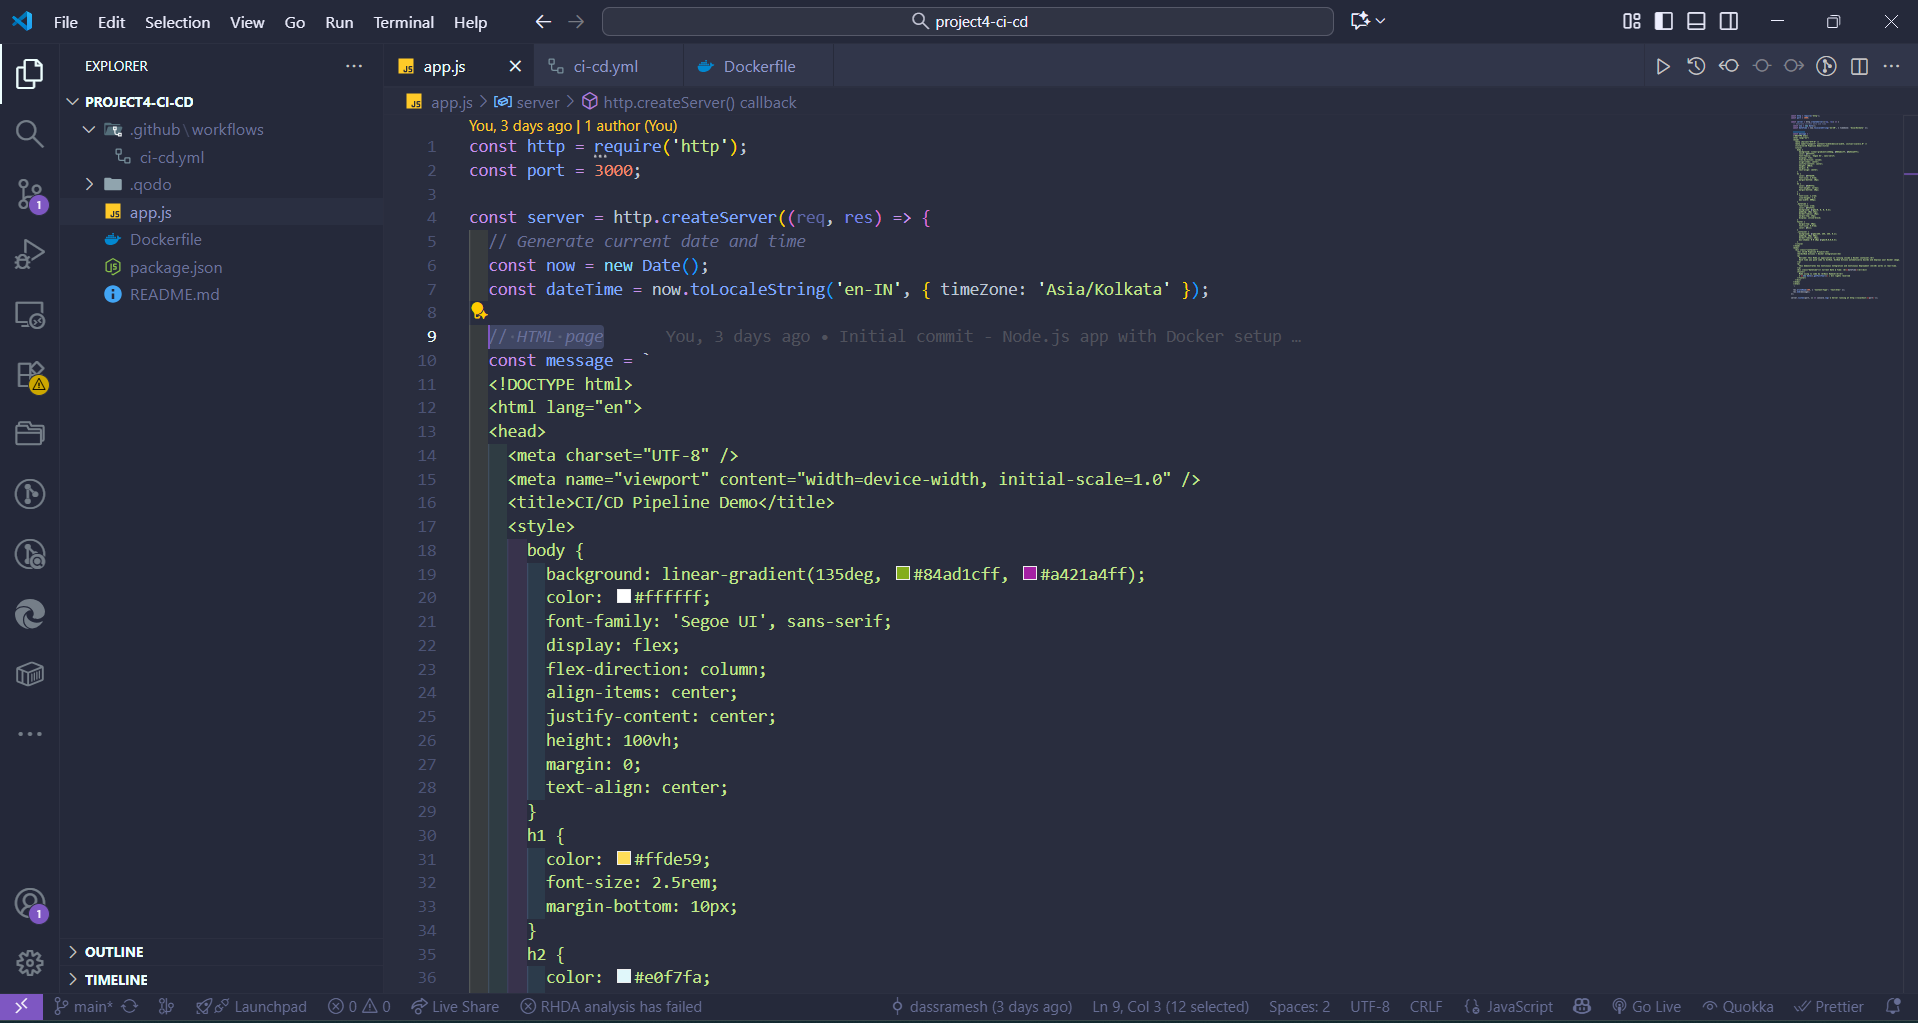 File Edit Selection View Go Run Terminal Help
project4-ci-cd
EXPLORER
PROJECT4-CI-CD
.github\workflows
ci-cd.yml
.qodo
app.js
Dockerfile
package.json
README.md
OUTLINE
TIMELINE
1
1
app.js ci-cd.yml Dockerfile
app.js > server > http.createServer() callback
You, 3 days ago | 1 author (You)
1 const http = require('http');
2 const port = 3000;
3
4 const server = http.createServer((req, res) => {
5 // Generate current date and time
6 const now = new Date();
7 const dateTime = now.toLocaleString('en-IN', { timeZone: 'Asia/Kolkata' });
8
9 // HTML page You, 3 days ago • Initial commit - Node.js app with Docker setup …
10 const message = `
11 <!DOCTYPE html>
12 <html lang="en">
13 <head>
14 <meta charset="UTF-8" />
15 <meta name="viewport" content="width=device-width, initial-scale=1.0" />
16 <title>CI/CD Pipeline Demo</title>
17 <style>
18 body {
19 background: linear-gradient(135deg, #84ad1cff, #a421a4ff);
20 color: #ffffff;
21 font-family: 'Segoe UI', sans-serif;
22 display: flex;
23 flex-direction: column;
24 align-items: center;
25 justify-content: center;
26 height: 100vh;
27 margin: 0;
28 text-align: center;
29 }
30 h1 {
31 color: #ffde59;
32 font-size: 2.5rem;
33 margin-bottom: 10px;
34 }
35 h2 {
36 color: #e0f7fa;
main* Launchpad 0 0 Live Share RHDA analysis has failed dassramesh (3 days ago) Ln 9, Col 3 (12 selected) Spaces: 2 UTF-8 CRLF {} JavaScript Go Live Quokka Prettier